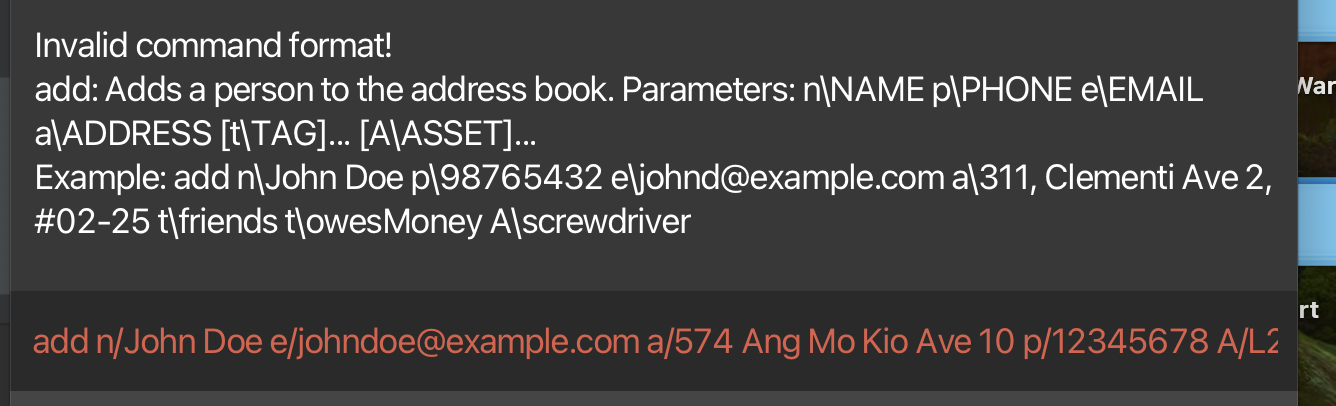 Invalid command format!
add: Adds a person to the address book. Parameters: n\NAME p\PHONE e\EMAIL
a\ADDRESS [t\TAG]... [A\ASSET]...
Example: add n\John Doe p\98765432 e\johnd@example.com a\311, Clementi Ave 2,
#02-25 t\friends t\owesMoney A\screwdriver
add n/John Doe e/johndoe@example.com a/574 Ang Mo Kio Ave 10 p/12345678 A/L2